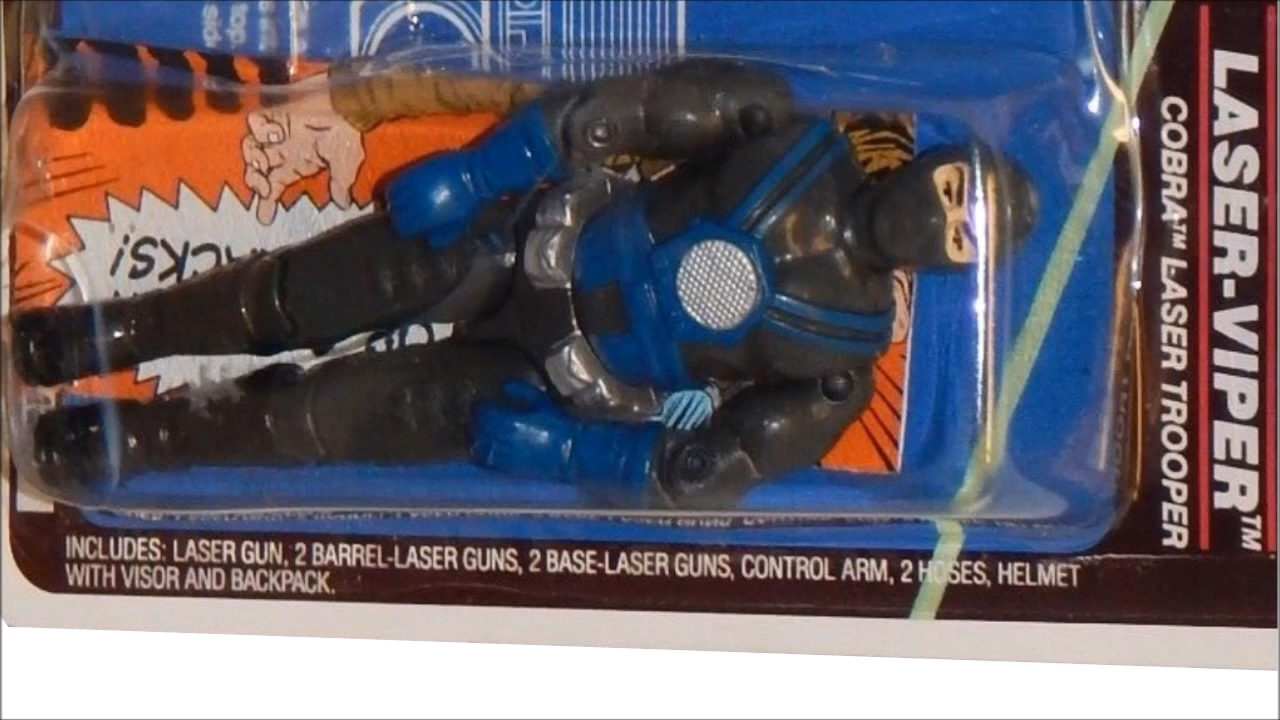 LASER-VIPER™
COBRA™ LASER TROOPER
INCLUDES: LASER GUN, 2 BARREL-LASER GUNS, 2 BASE-LASER GUNS, CONTROL ARM, 2 HOSES, HELMET
WITH VISOR AND BACKPACK.